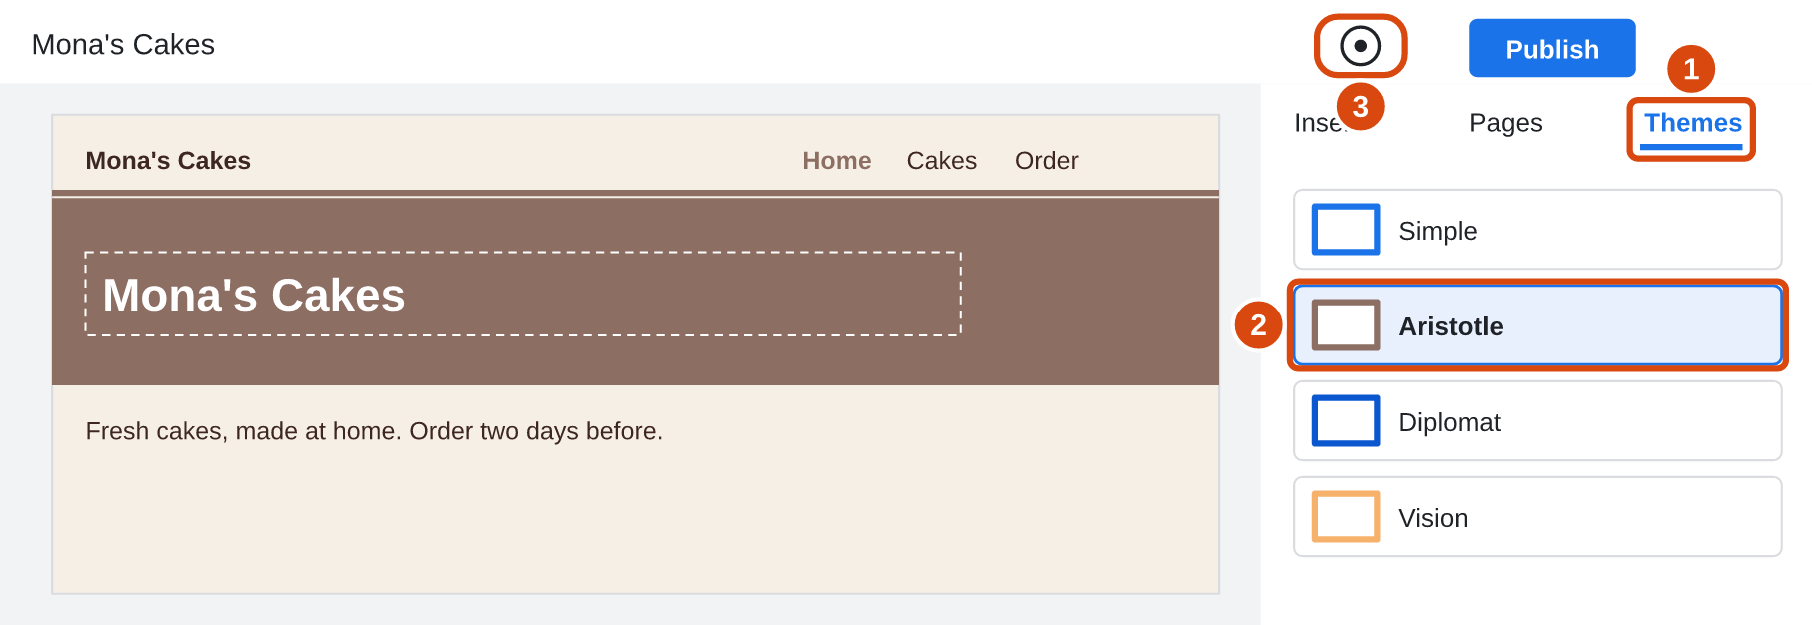 Mona's Cakes
Publish
1
3
Pages
Themes
Mona's Cakes
Home
Cakes
Order
Simple
Mona's Cakes
2
Aristotle
Diplomat
Fresh cakes, made at home. Order two days before.
Vision